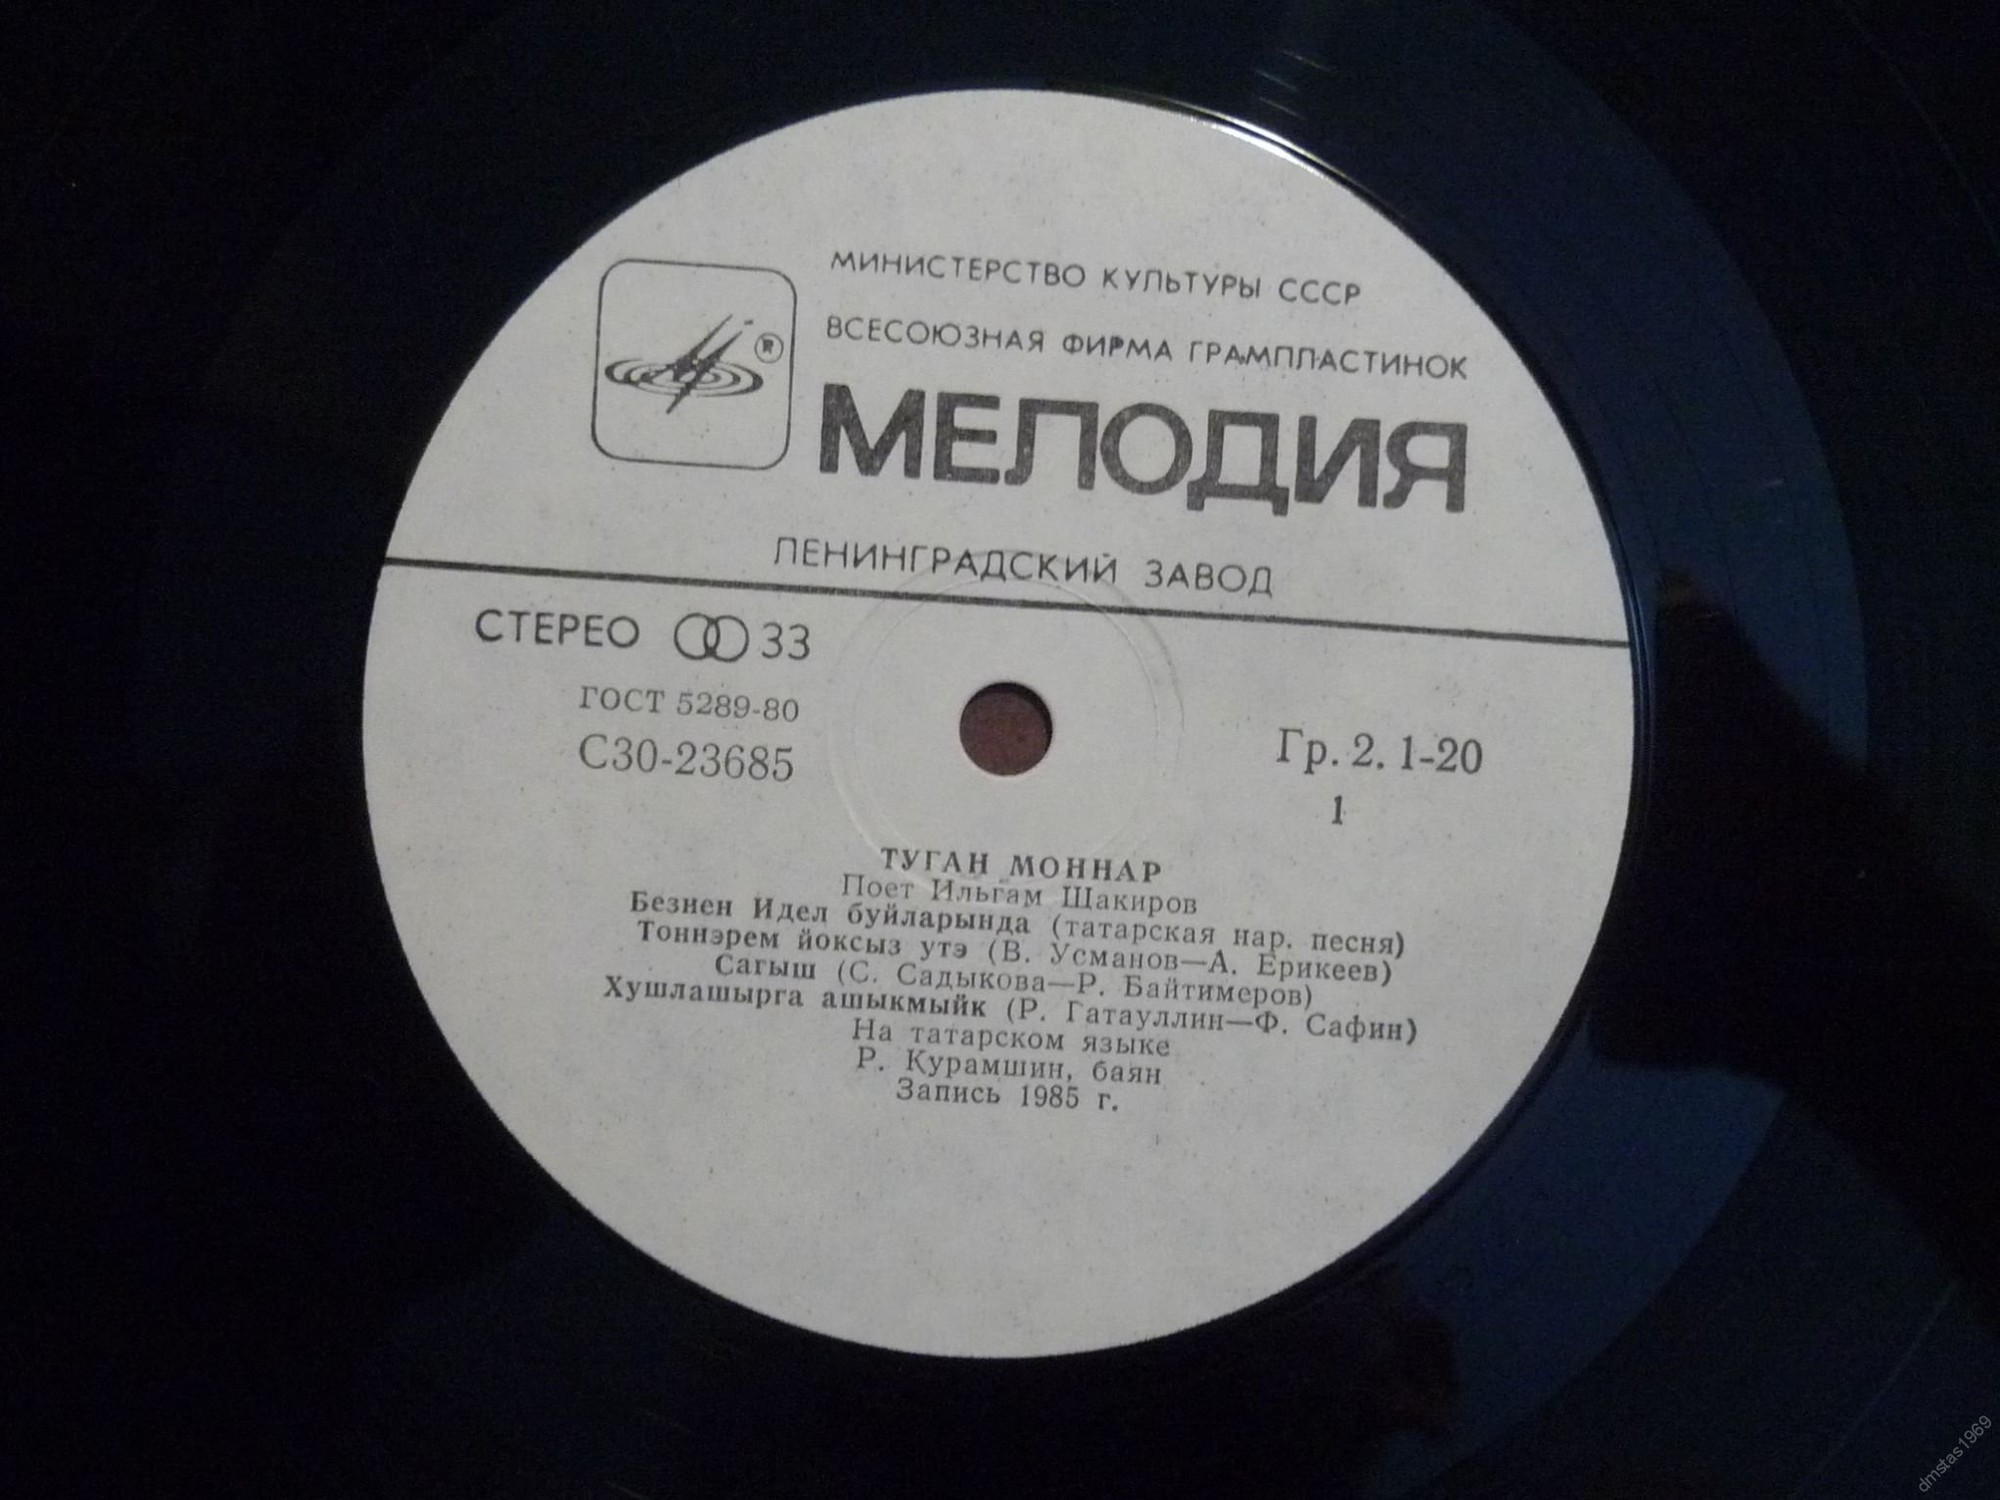 МИНИСТЕРСТВО КУЛЬТУРЫ СССР
ВСЕСОЮЗНАЯ ФИРМА ГРАМПЛАСТИНОК
®
МЕЛОДИЯ
ЛЕНИНГРАДСКИЙ ЗАВОД
СТЕРЕО 33
ГОСТ 5289-80
С30-23685
Гр. 2. 1-20
1
ТУГАН МОННАР
Поет Ильгам Шакиров
Безнен Идел буйларында (татарская нар. песня)
Тоннэрем йоксыз утэ (В. Усманов—А. Ерикеев)
Сагыш (С. Садыкова—Р. Байтимеров)
Хушлашырга ашыкмыйк (Р. Гатауллин—Ф. Сафин)
На татарском языке
Р. Курамшин, баян
Запись 1985 г.
dmstas1969